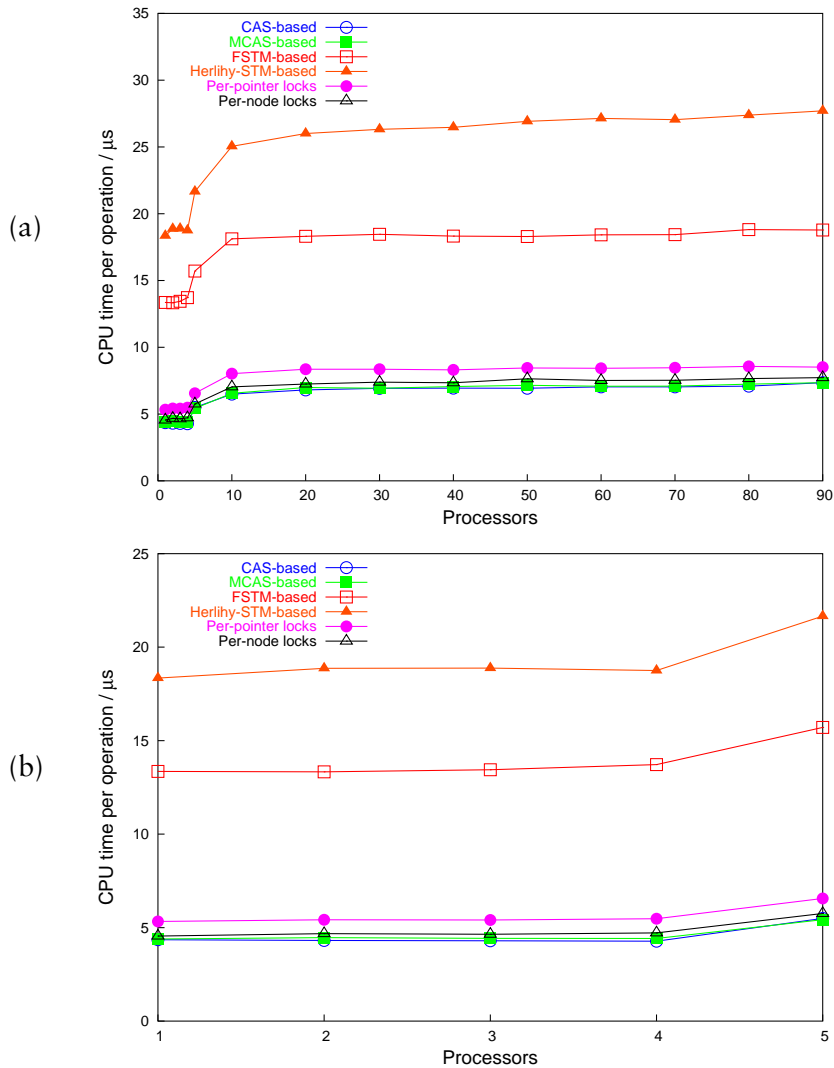 (a)
CPU time per operation / µs
35
30
25
20
15
10
5
0
CAS-based
MCAS-based
FSTM-based
Herlihy-STM-based
Per-pointer locks
Per-node locks
0 10 20 30 40 50 60 70 80 90
Processors
(b)
CPU time per operation / µs
25
20
15
10
5
0
CAS-based
MCAS-based
FSTM-based
Herlihy-STM-based
Per-pointer locks
Per-node locks
1 2 3 4 5
Processors